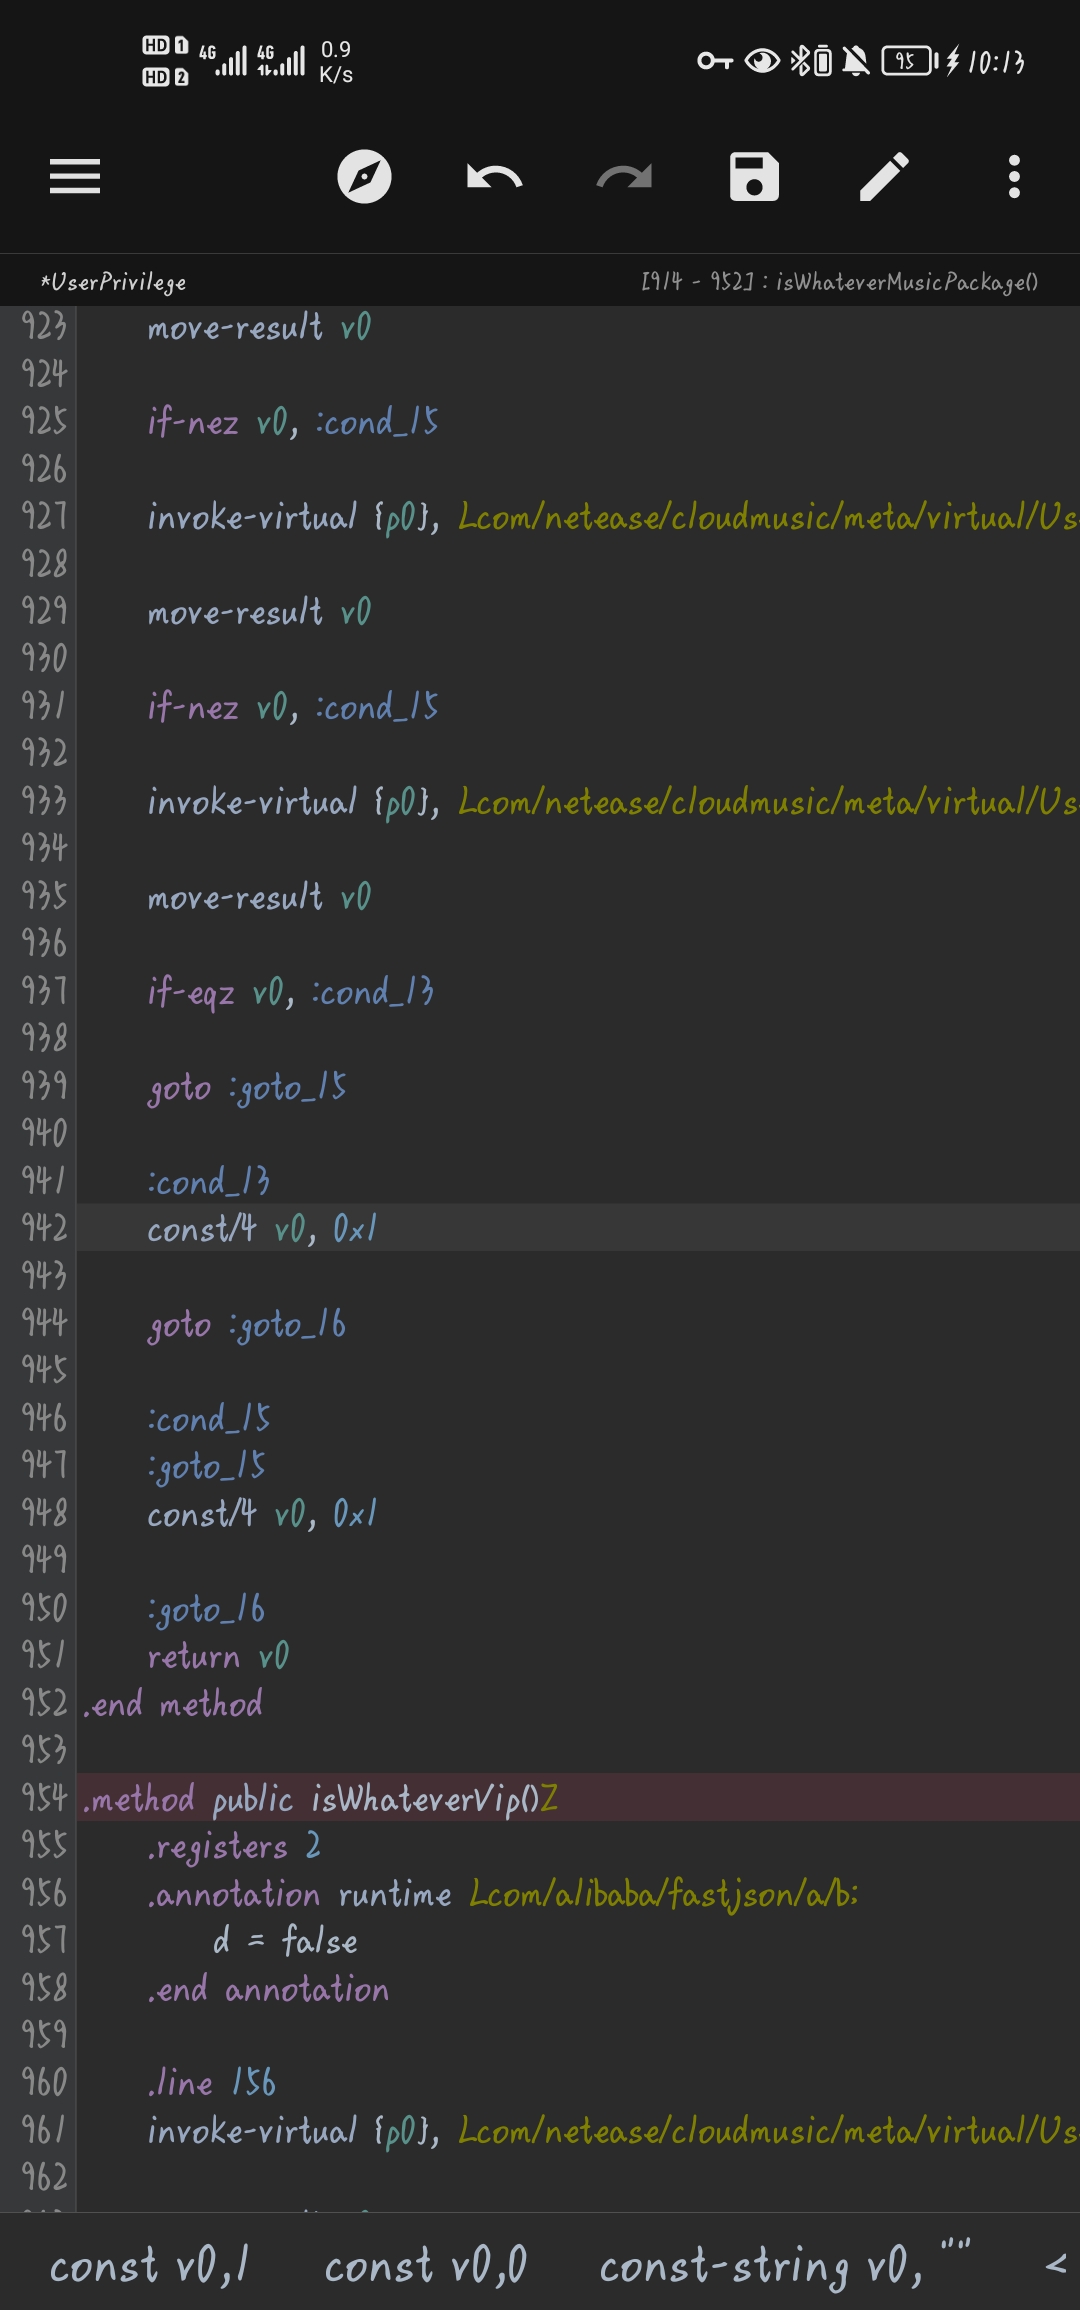 HD 1 4G 4G 0.9 95 10:13
HD 2 K/s
*UserPrivilege [914 - 952] : isWhateverMusicPackage()
923 move-result v0
924
925 if-nez v0, :cond_15
926
927 invoke-virtual {p0}, Lcom/netease/cloudmusic/meta/virtual/Us
928
929 move-result v0
930
931 if-nez v0, :cond_15
932
933 invoke-virtual {p0}, Lcom/netease/cloudmusic/meta/virtual/Us
934
935 move-result v0
936
937 if-eqz v0, :cond_13
938
939 goto :goto_15
940
941 :cond_13
942 const/4 v0, 0x1
943
944 goto :goto_16
945
946 :cond_15
947 :goto_15
948 const/4 v0, 0x1
949
950 :goto_16
951 return v0
952 .end method
953
954 .method public isWhateverVip()Z
955 .registers 2
956 .annotation runtime Lcom/alibaba/fastjson/a/b;
957 d = false
958 .end annotation
959
960 .line 156
961 invoke-virtual {p0}, Lcom/netease/cloudmusic/meta/virtual/Us
962
const v0,1 const v0,0 const-string v0, "" <